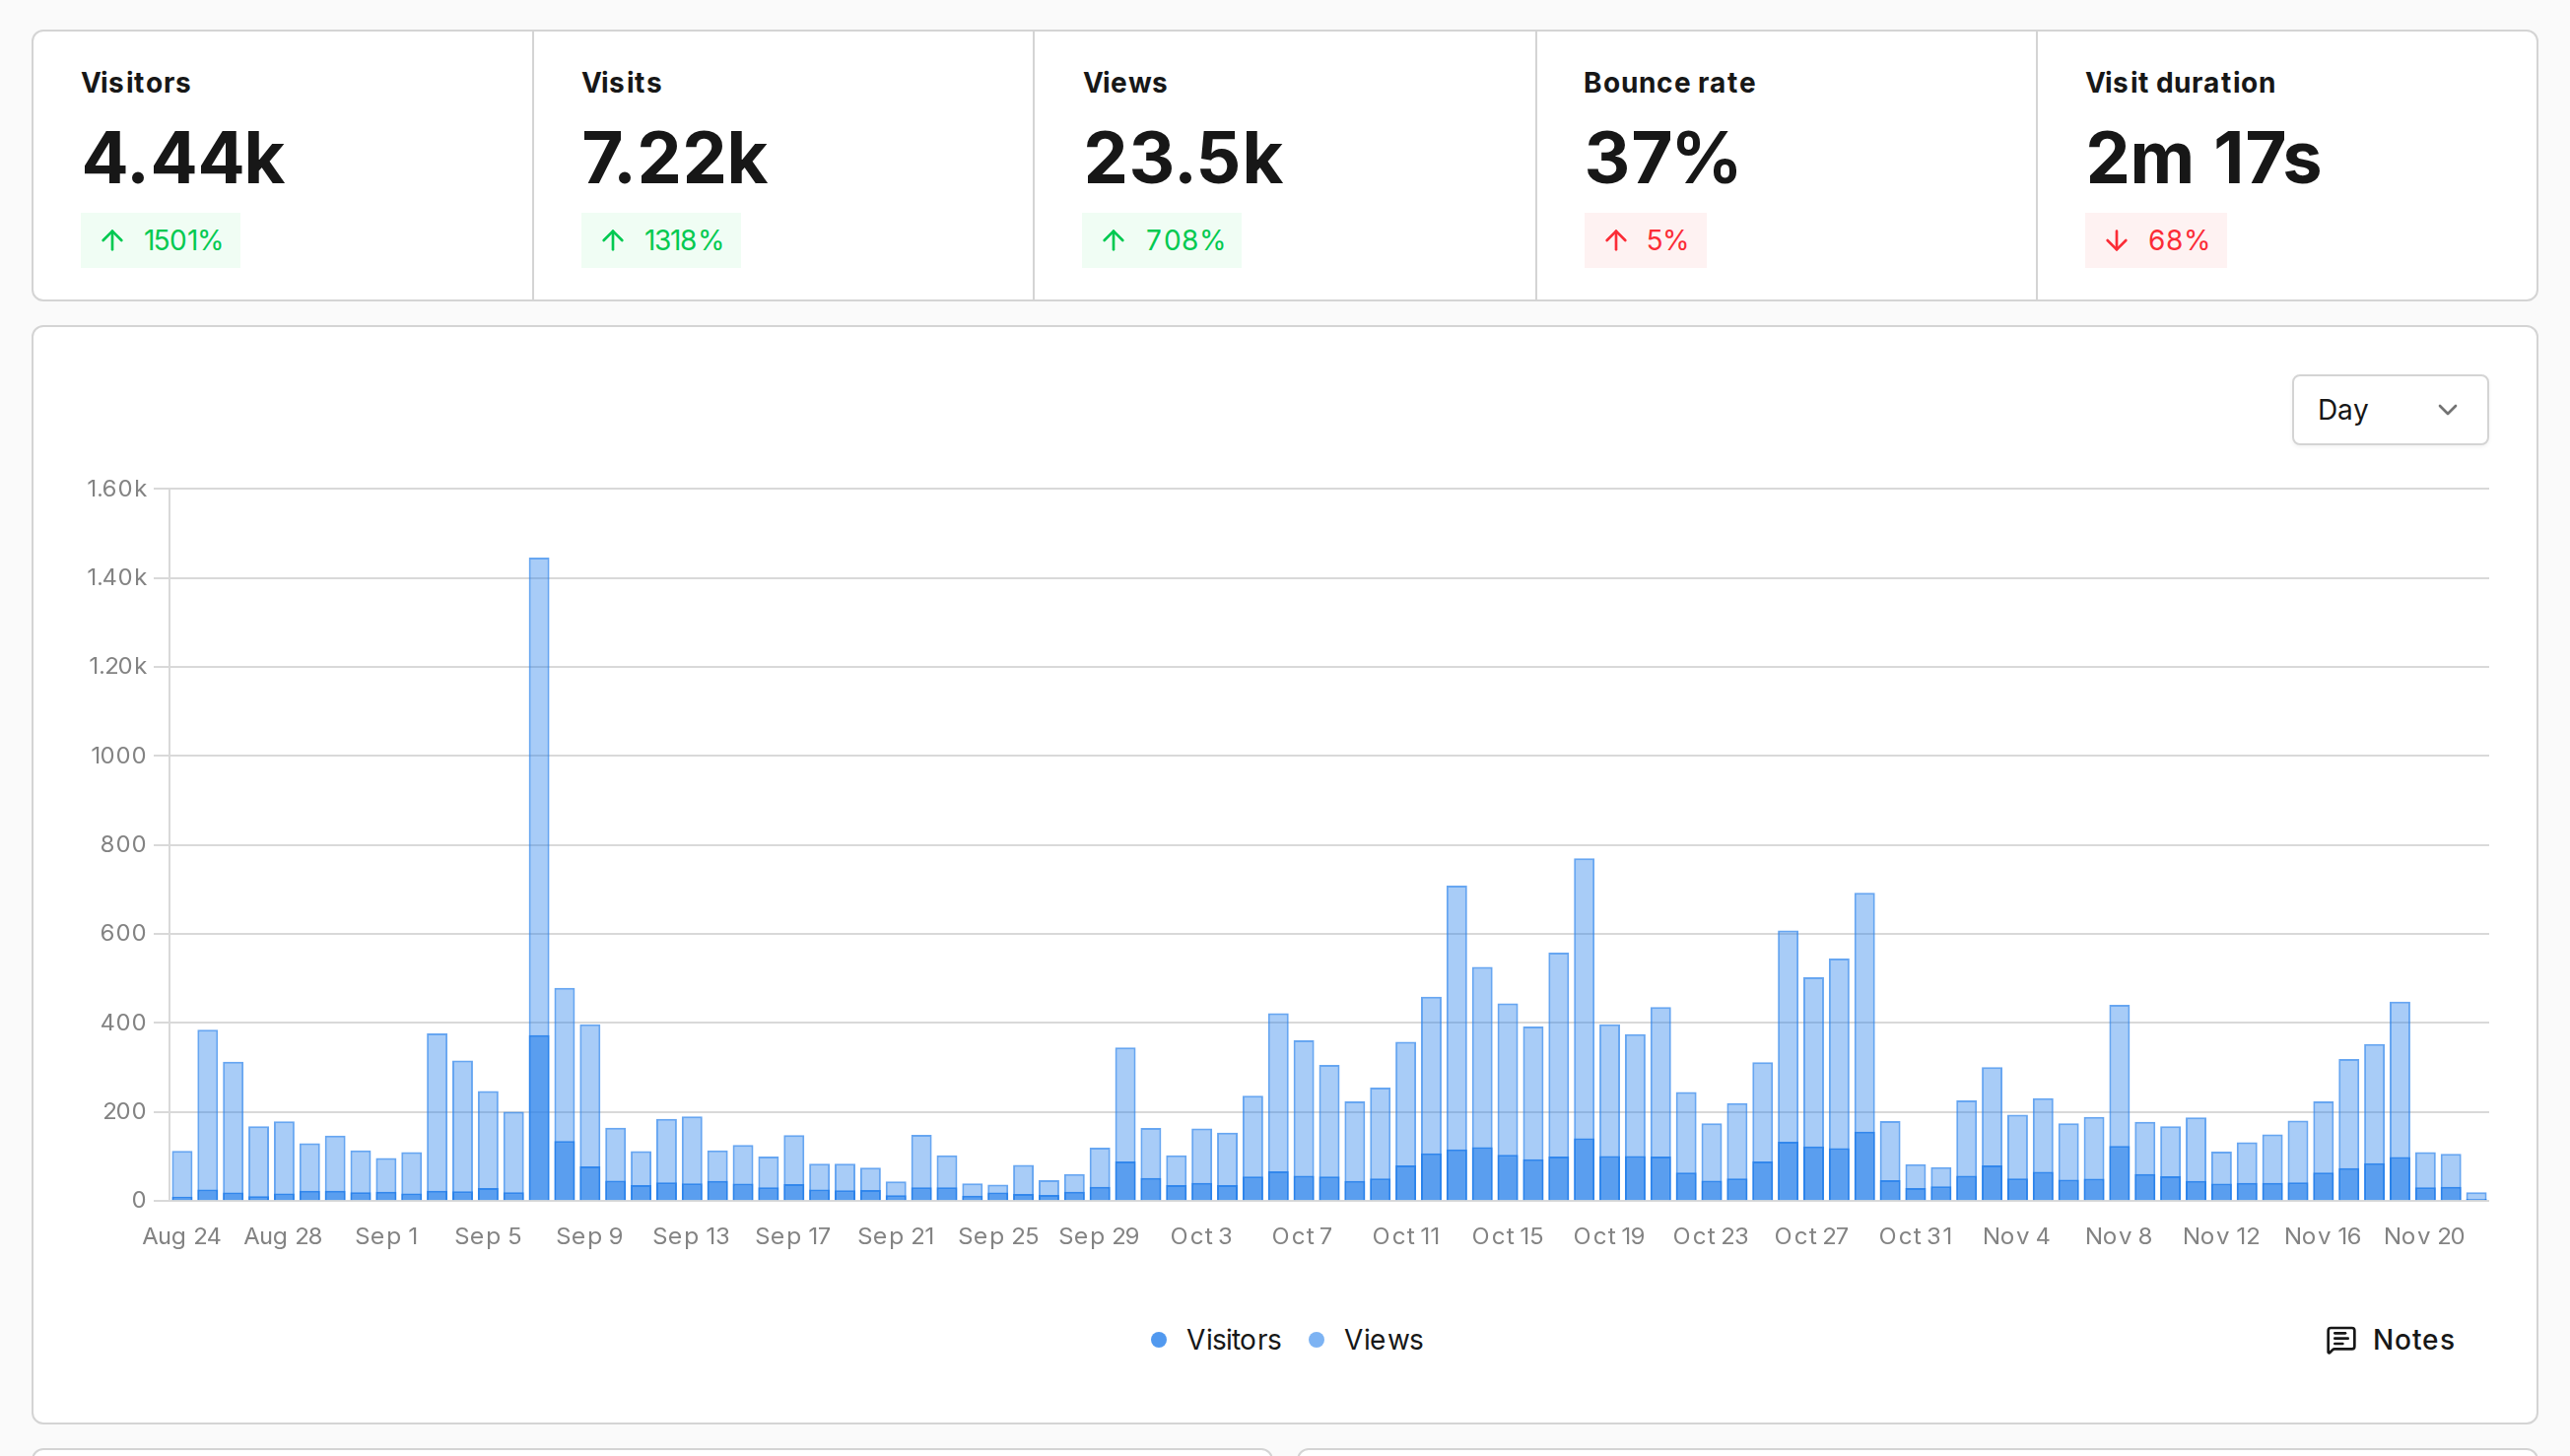 Visitors
4.44k
1501%
Visits
7.22k
1318%
Views
23.5k
708%
Bounce rate
37%
5%
Visit duration
2m 17s
68%
Day
1.60k
1.40k
1.20k
1000
800
600
400
200
0
Aug 24 Aug 28 Sep 1 Sep 5 Sep 9 Sep 13 Sep 17 Sep 21 Sep 25 Sep 29 Oct 3 Oct 7 Oct 11 Oct 15 Oct 19 Oct 23 Oct 27 Oct 31 Nov 4 Nov 8 Nov 12 Nov 16 Nov 20
Visitors Views
Notes